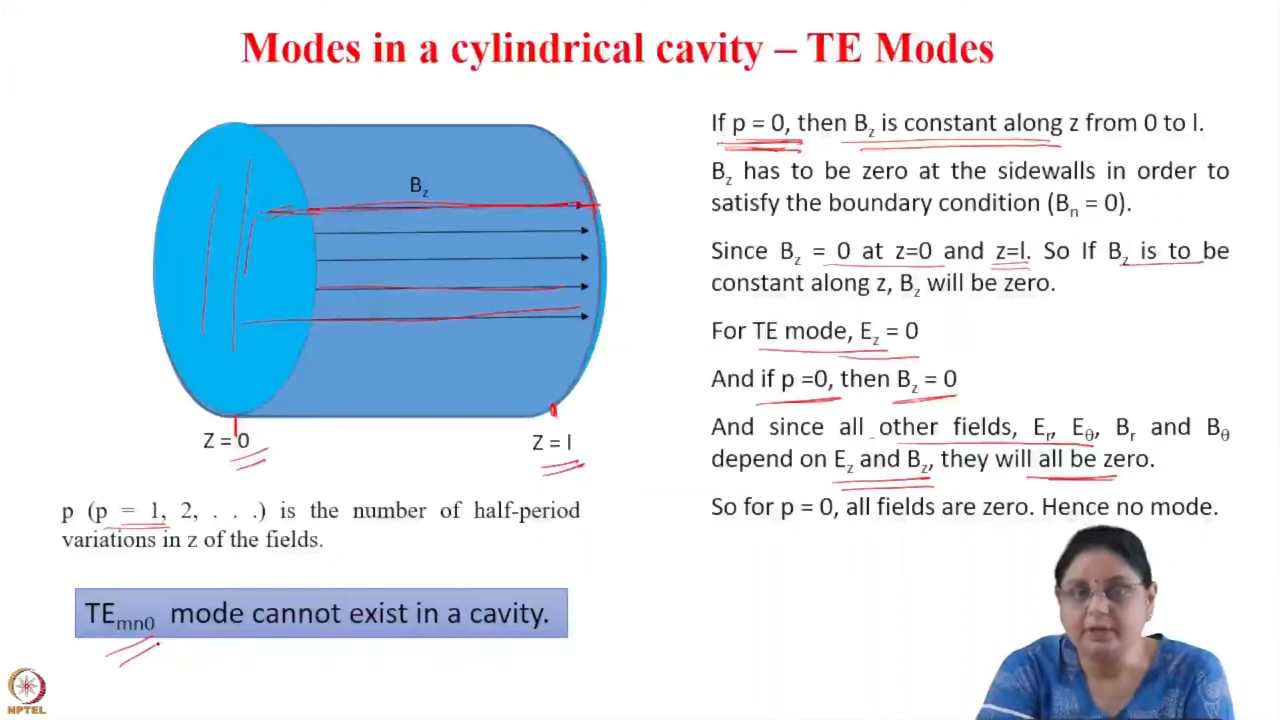 Modes in a cylindrical cavity – TE Modes
B_z
Z = 0
Z = l
p (p = 1, 2, . . .) is the number of half-period
variations in z of the fields.
TE_mn0 mode cannot exist in a cavity.
If p = 0, then B_z is constant along z from 0 to l.
B_z has to be zero at the sidewalls in order to
satisfy the boundary condition (B_n = 0).
Since B_z = 0 at z=0 and z=l. So If B_z is to be
constant along z, B_z will be zero.
For TE mode, E_z = 0
And if p =0, then B_z = 0
And since all other fields, E_r, E_θ, B_r and B_θ
depend on E_z and B_z, they will all be zero.
So for p = 0, all fields are zero. Hence no mode.
NPTEL